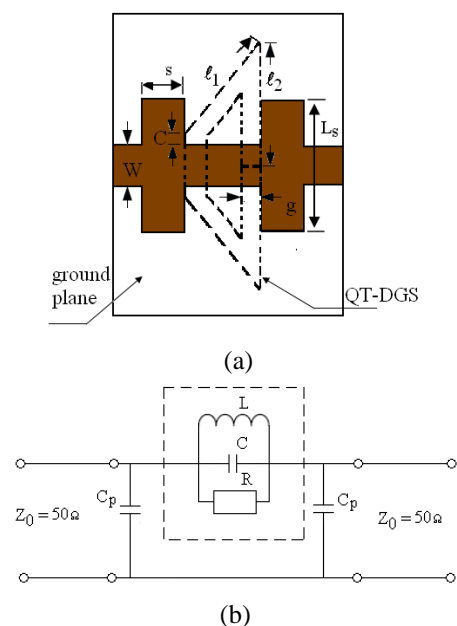 s
ℓ1
ℓ2
C
Ls
W
g
ground
plane
QT-DGS
(a)
L
C
R
Cp
Cp
Z0 = 50Ω
Z0 = 50Ω
(b)